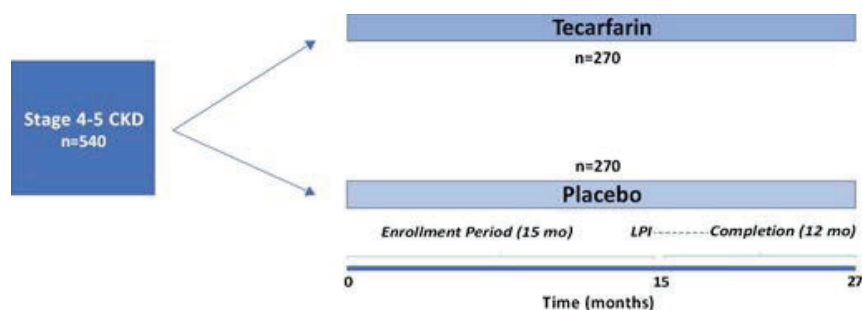 Tecarfarin
n=270
Stage 4-5 CKD
n=540
n=270
Placebo
Enrollment Period (15 mo) LPI Completion (12 mo)
0 15 27
Time (months)